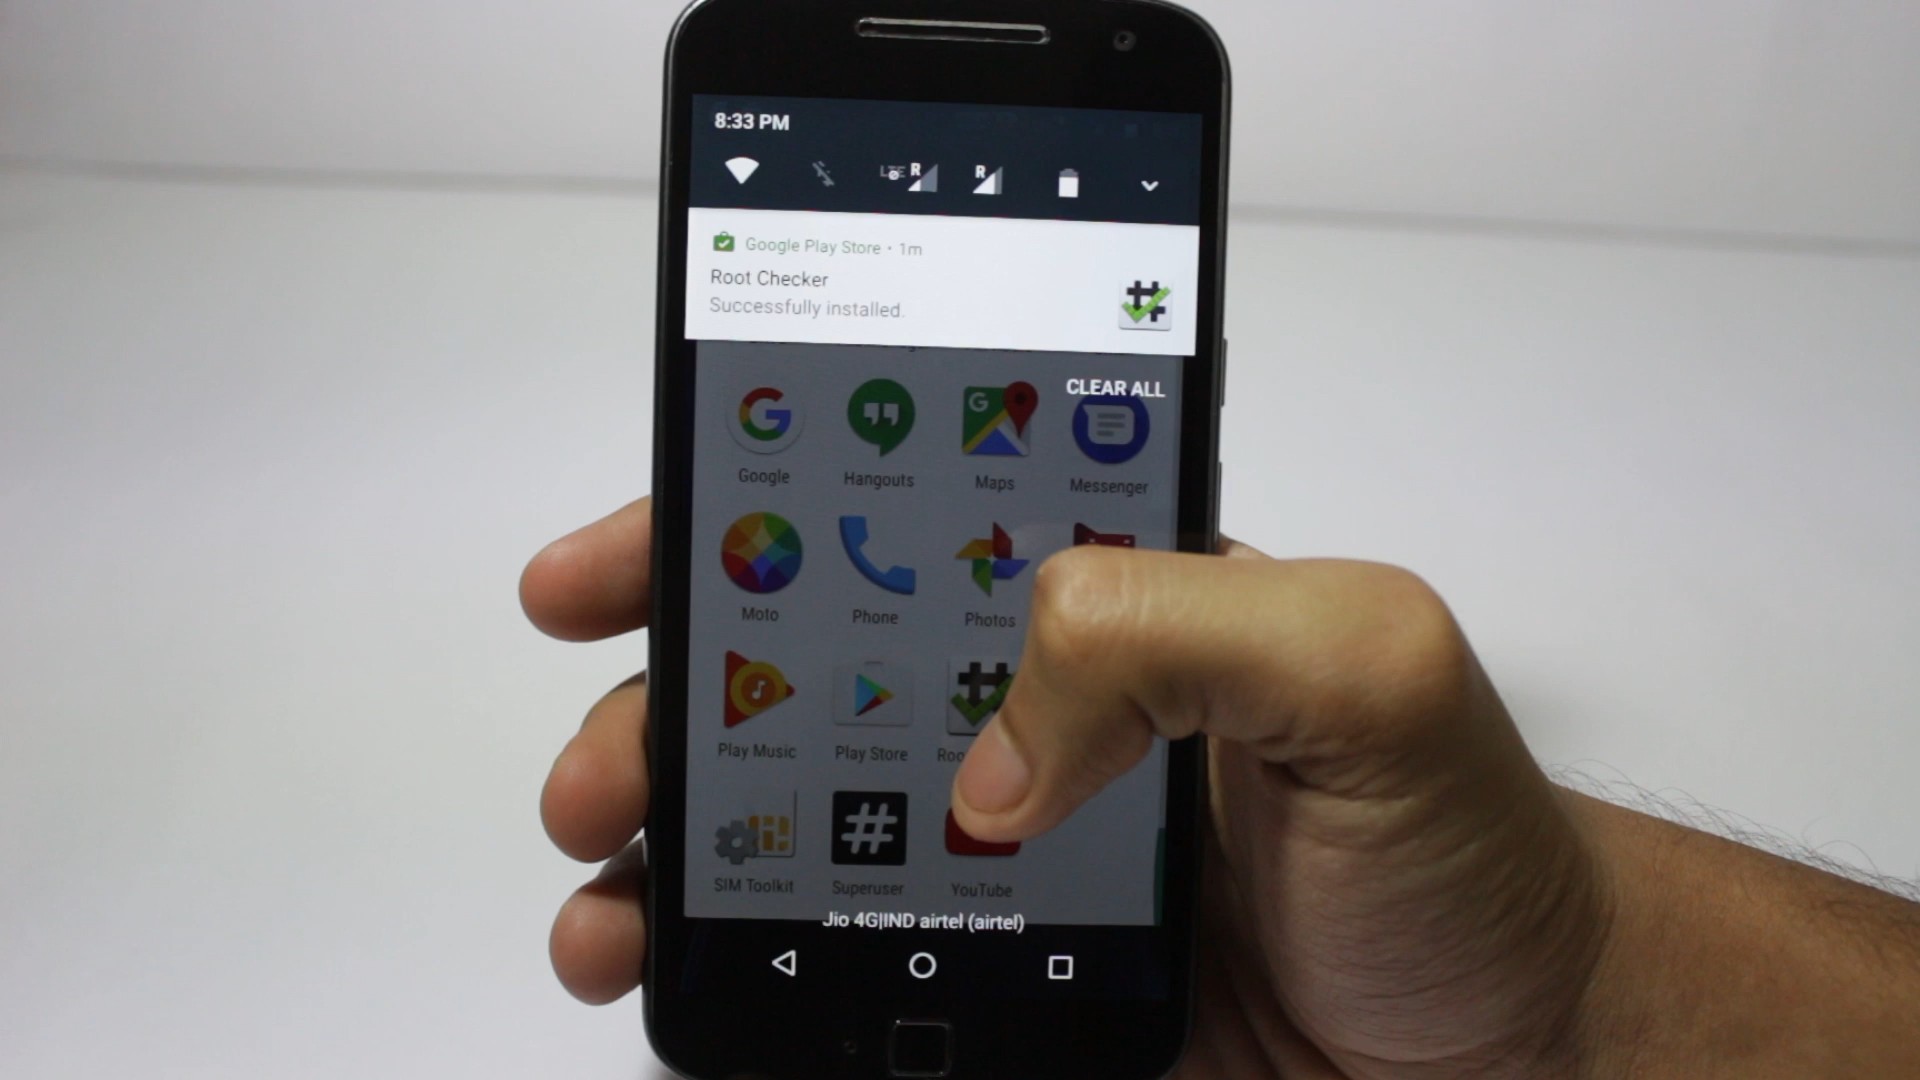 8:33 PM
LTE R R
Google Play Store • 1m
Root Checker
Successfully installed.
CLEAR ALL
G
Google Hangouts Maps Messenger
Moto Phone Photos
Play Music Play Store
SIM Toolkit Superuser YouTube
Jio 4G|IND airtel (airtel)